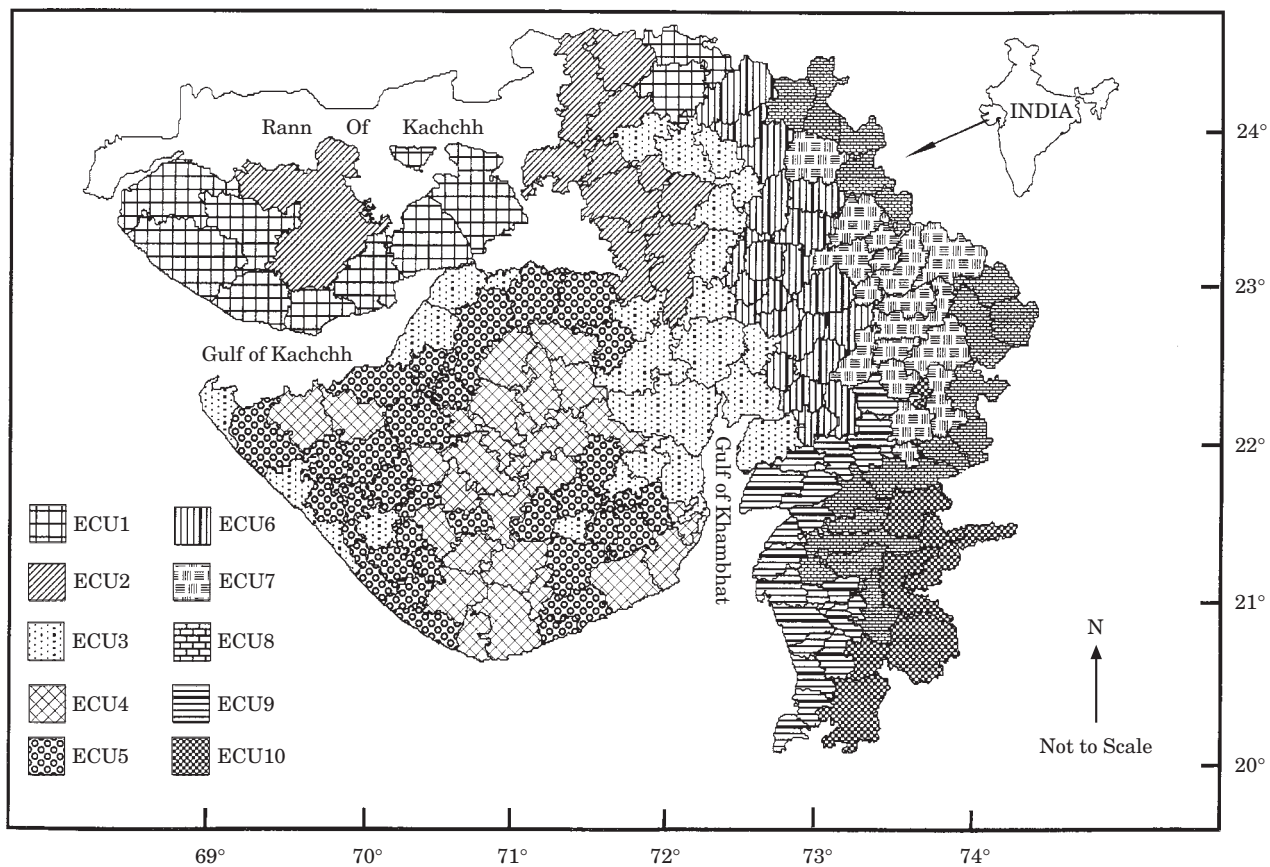 Rann Of Kachchh
INDIA
24°
23°
Gulf of Kachchh
22°
Gulf of Khambhat
ECU1
ECU6
ECU2
ECU7
21°
ECU3
ECU8
N
ECU4
ECU9
Not to Scale
ECU5
ECU10
20°
69° 70° 71° 72° 73° 74°